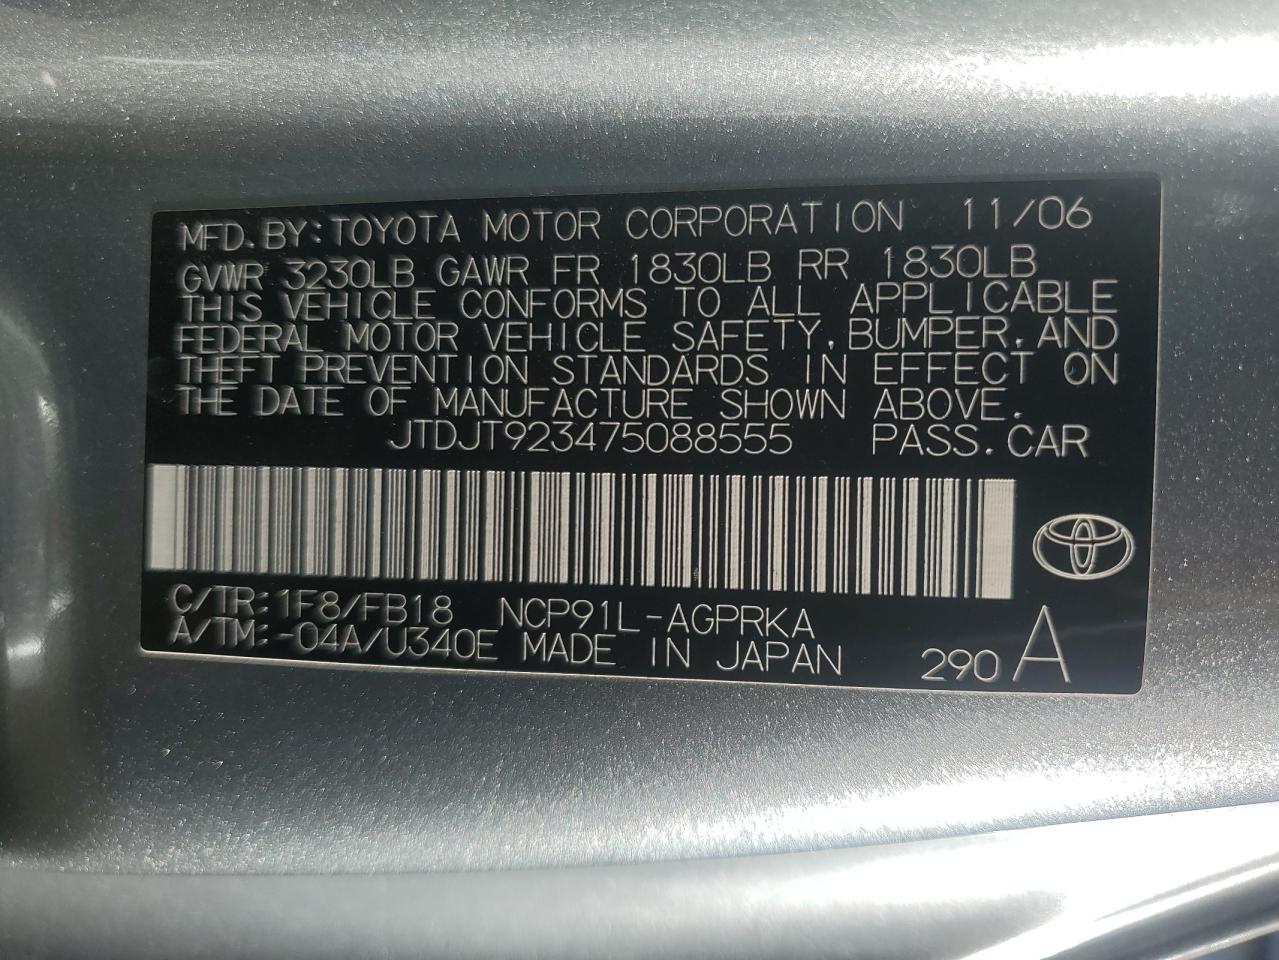 MFD. BY: TOYOTA MOTOR CORPORATION 11/06
GVWR 3230LB GAWR FR 1830LB RR 1830LB
THIS VEHICLE CONFORMS TO ALL APPLICABLE
FEDERAL MOTOR VEHICLE SAFETY, BUMPER, AND
THEFT PREVENTION STANDARDS IN EFFECT ON
THE DATE OF MANUFACTURE SHOWN ABOVE.
JTDJT923475088555 PASS. CAR
C/TR: 1F8/FB18 NCP91L-AGPRKA
A/TM: -04A/U340E MADE IN JAPAN 290 A